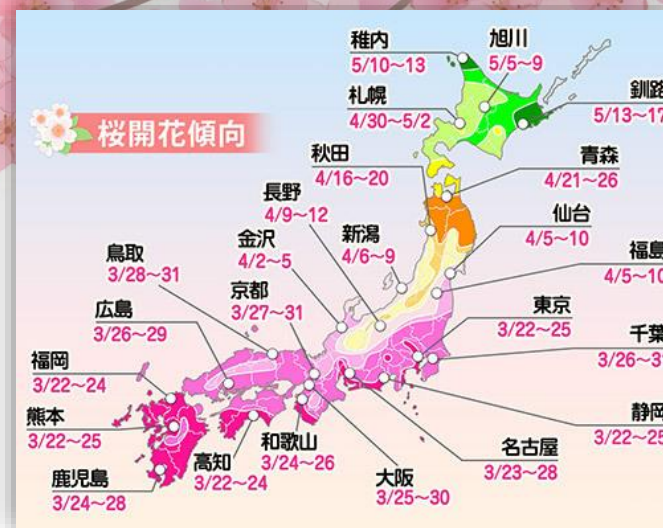 桜開花傾向
稚内
5/10～13
旭川
5/5～9
札幌
4/30～5/2
釧路
5/13～17
秋田
4/16～20
青森
4/21～26
長野
4/9～12
仙台
4/5～10
金沢
4/2～5
新潟
4/6～9
福島
4/5～10
鳥取
3/28～31
京都
3/27～31
東京
3/22～25
広島
3/26～29
千葉
3/26～31
福岡
3/22～24
静岡
3/22～25
熊本
3/22～25
和歌山
3/24～26
名古屋
3/23～28
高知
3/22～24
鹿児島
3/24～28
大阪
3/25～30